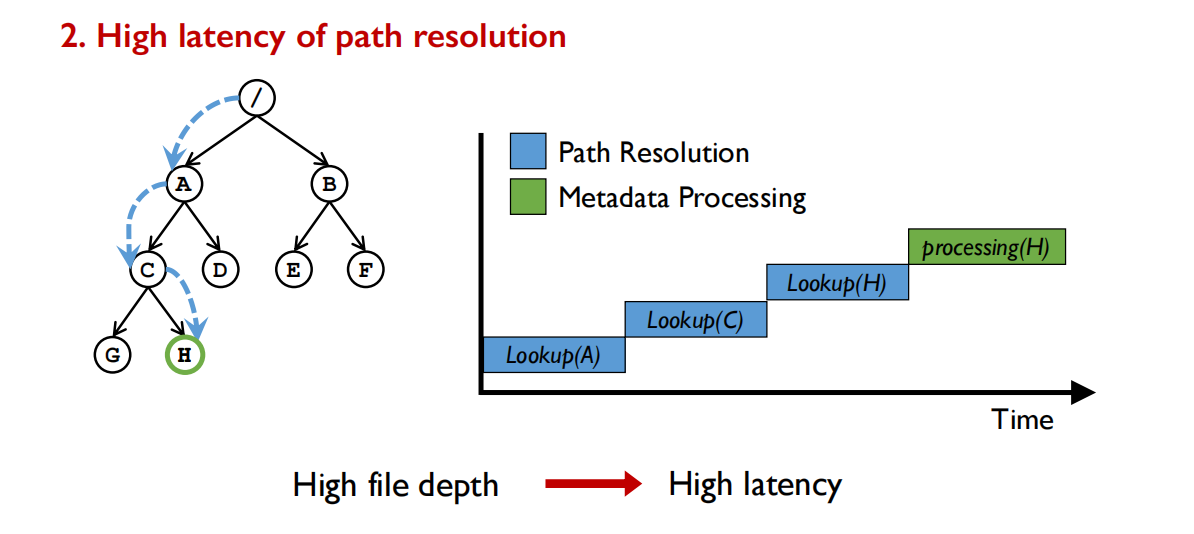 2. High latency of path resolution
/
A
B
C
D
E
F
G
H
Path Resolution
Metadata Processing
processing(H)
Lookup(H)
Lookup(C)
Lookup(A)
Time
High file depth
High latency